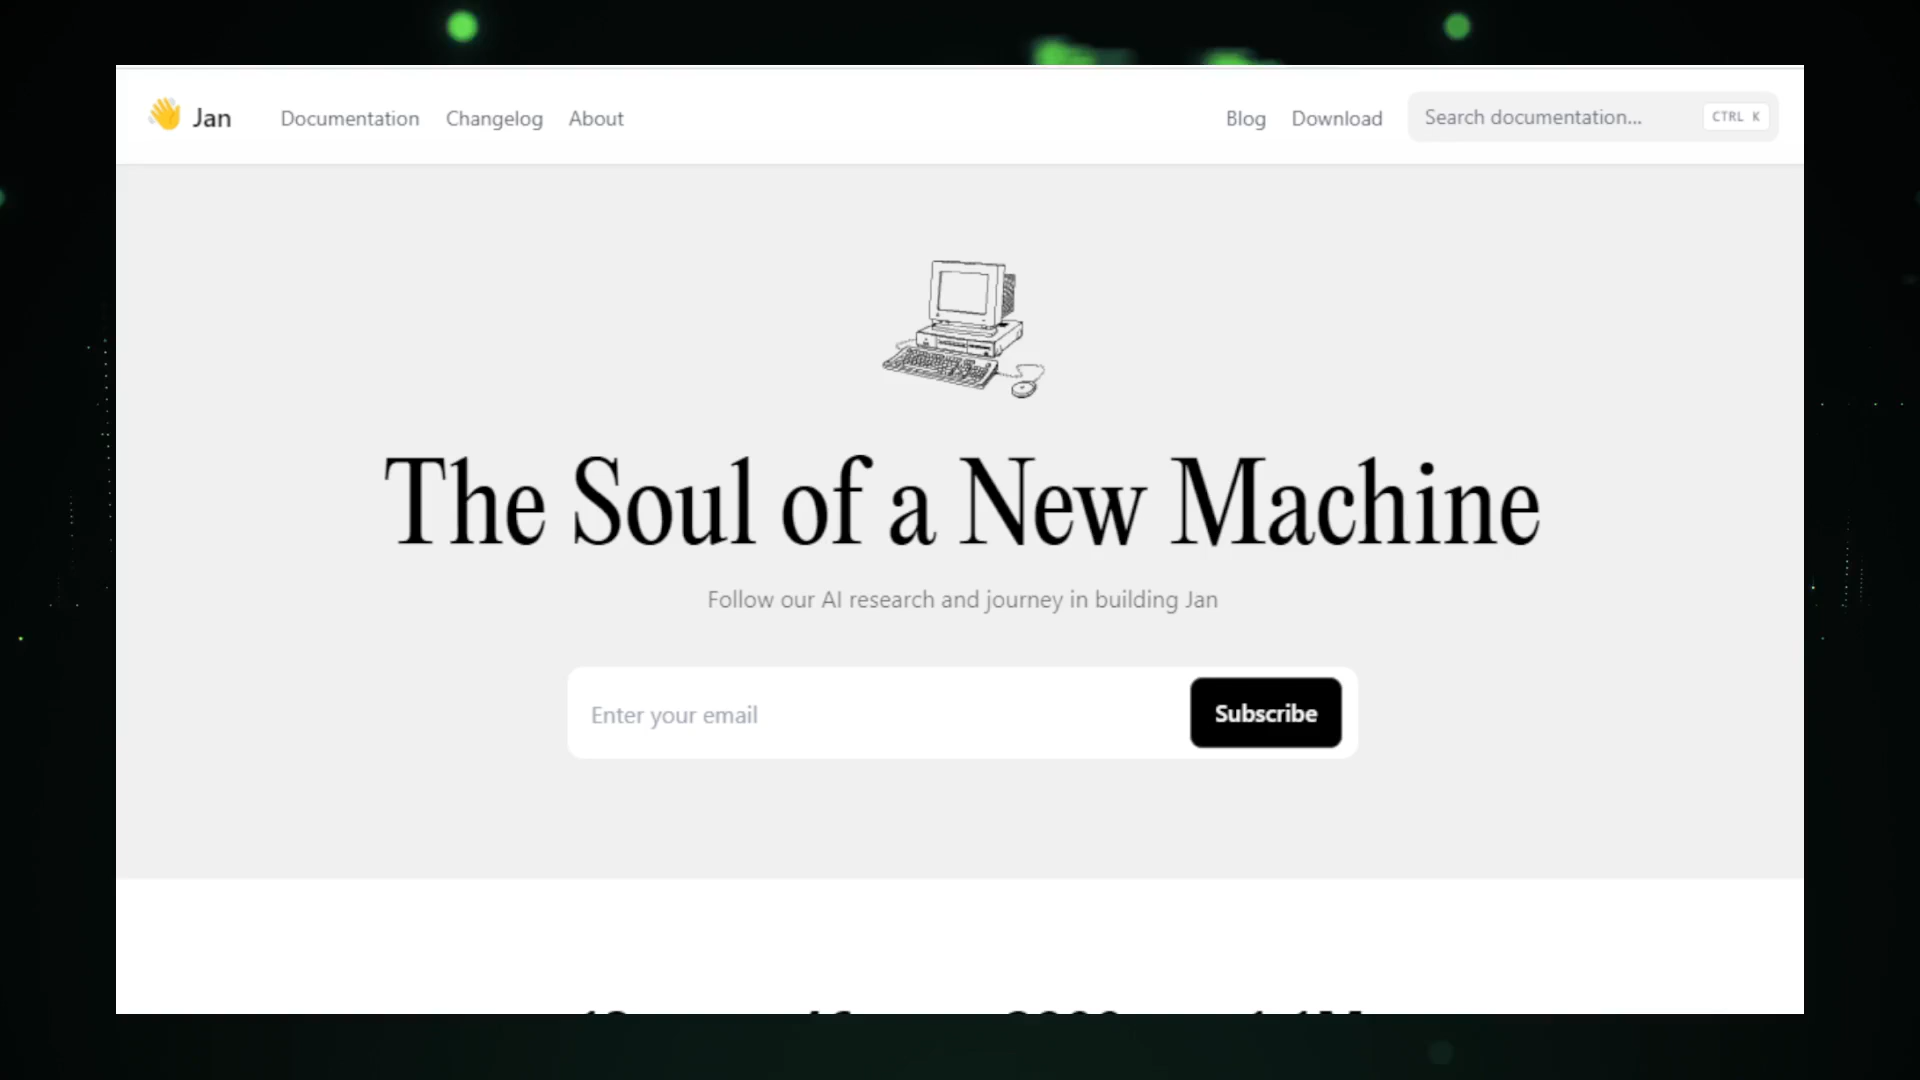 Jan Documentation Changelog About Blog Download Search documentation... CTRL K
The Soul of a New Machine
Follow our AI research and journey in building Jan
Enter your email Subscribe